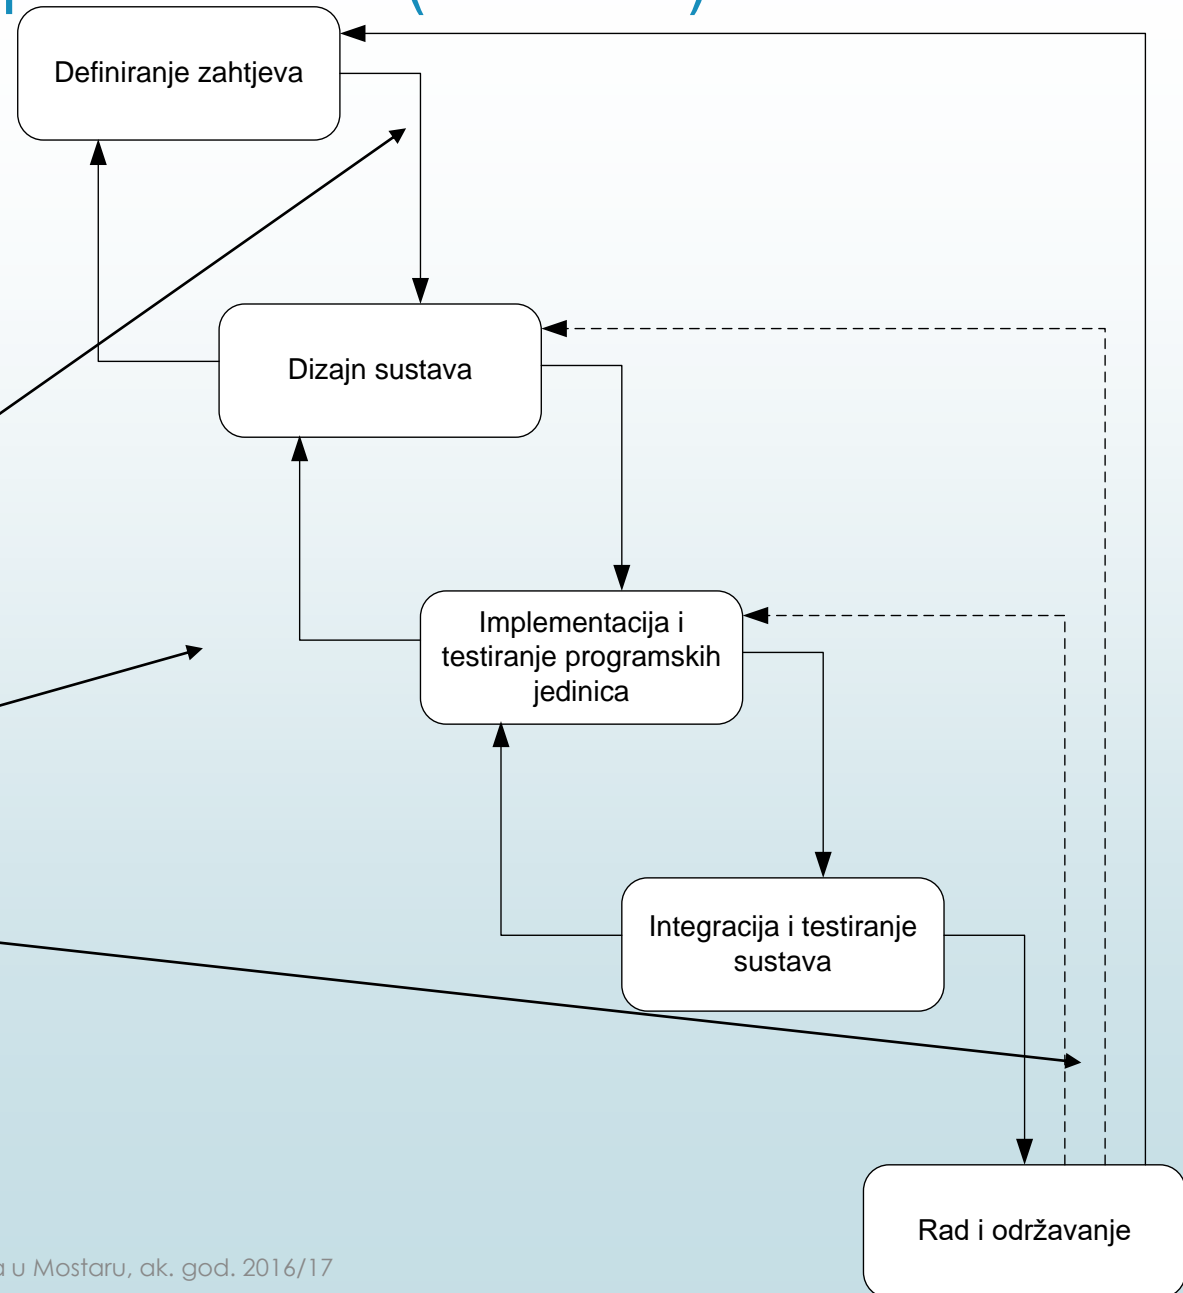 Definiranje zahtjeva
Dizajn sustava
Implementacija i
testiranje programskih
jedinica
Integracija i testiranje
sustava
Rad i održavanje
u Mostaru, ak. god. 2016/17